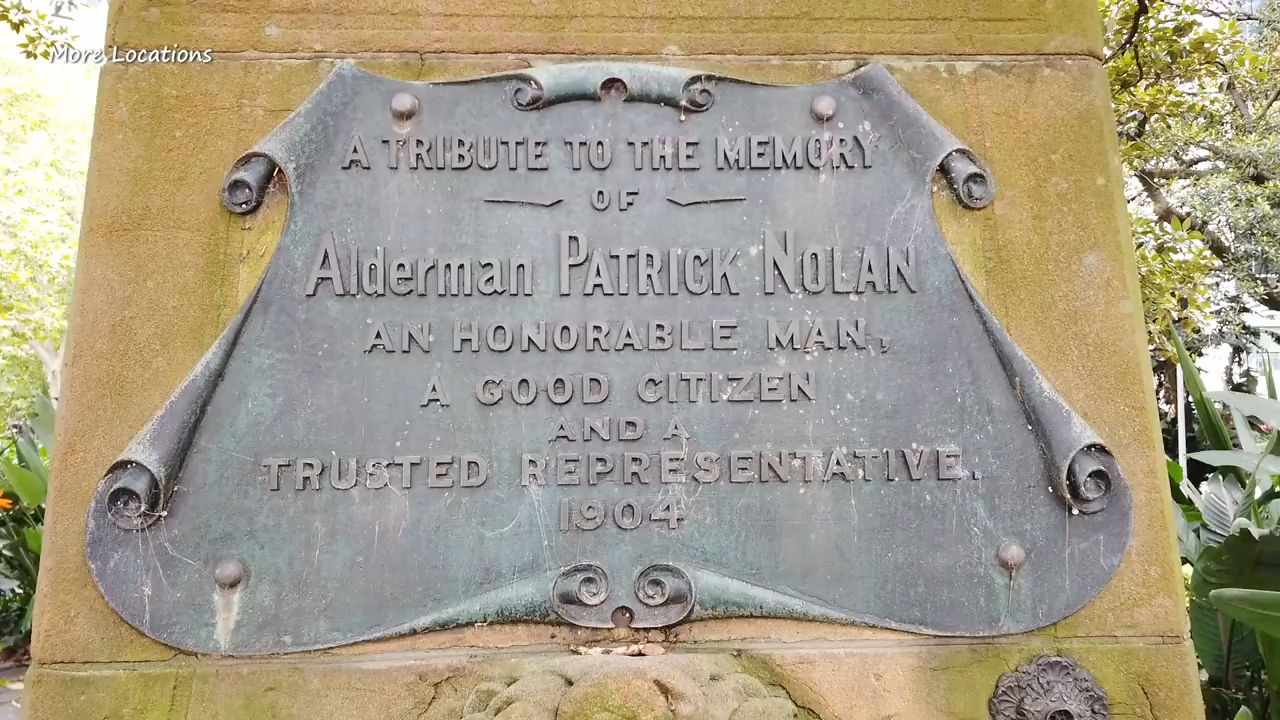 More Locations
A TRIBUTE TO THE MEMORY
OF
Alderman PATRICK NOLAN
AN HONORABLE MAN,
A GOOD CITIZEN
AND A
TRUSTED REPRESENTATIVE.
1904